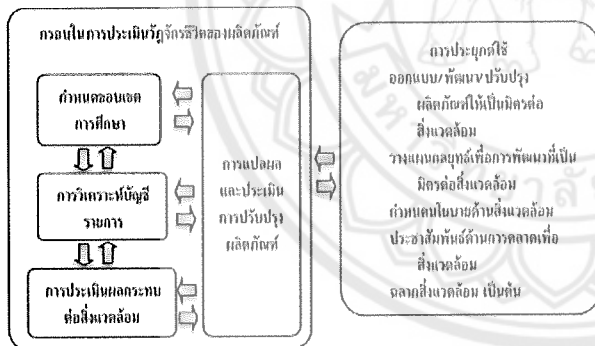 กรอบในการประเมินวัฏจักรชีวิตของผลิตภัณฑ์
กำหนดขอบเขต
การศึกษา
การวิเคราะห์บัญชี
รายการ
การประเมินผลกระทบ
ต่อสิ่งแวดล้อม
การแปลผล
และประเมิน
การปรับปรุง
ผลิตภัณฑ์
การประยุกต์ใช้
ออกแบบ/พัฒนา/ปรับปรุง
ผลิตภัณฑ์ให้เป็นมิตรต่อ
สิ่งแวดล้อม
วางแผนกลยุทธ์เพื่อการพัฒนาที่เป็น
มิตรต่อสิ่งแวดล้อม
กำหนดนโยบายด้านสิ่งแวดล้อม
ประชาสัมพันธ์ด้านการตลาดเพื่อ
สิ่งแวดล้อม
ฉลากสิ่งแวดล้อม เป็นต้น